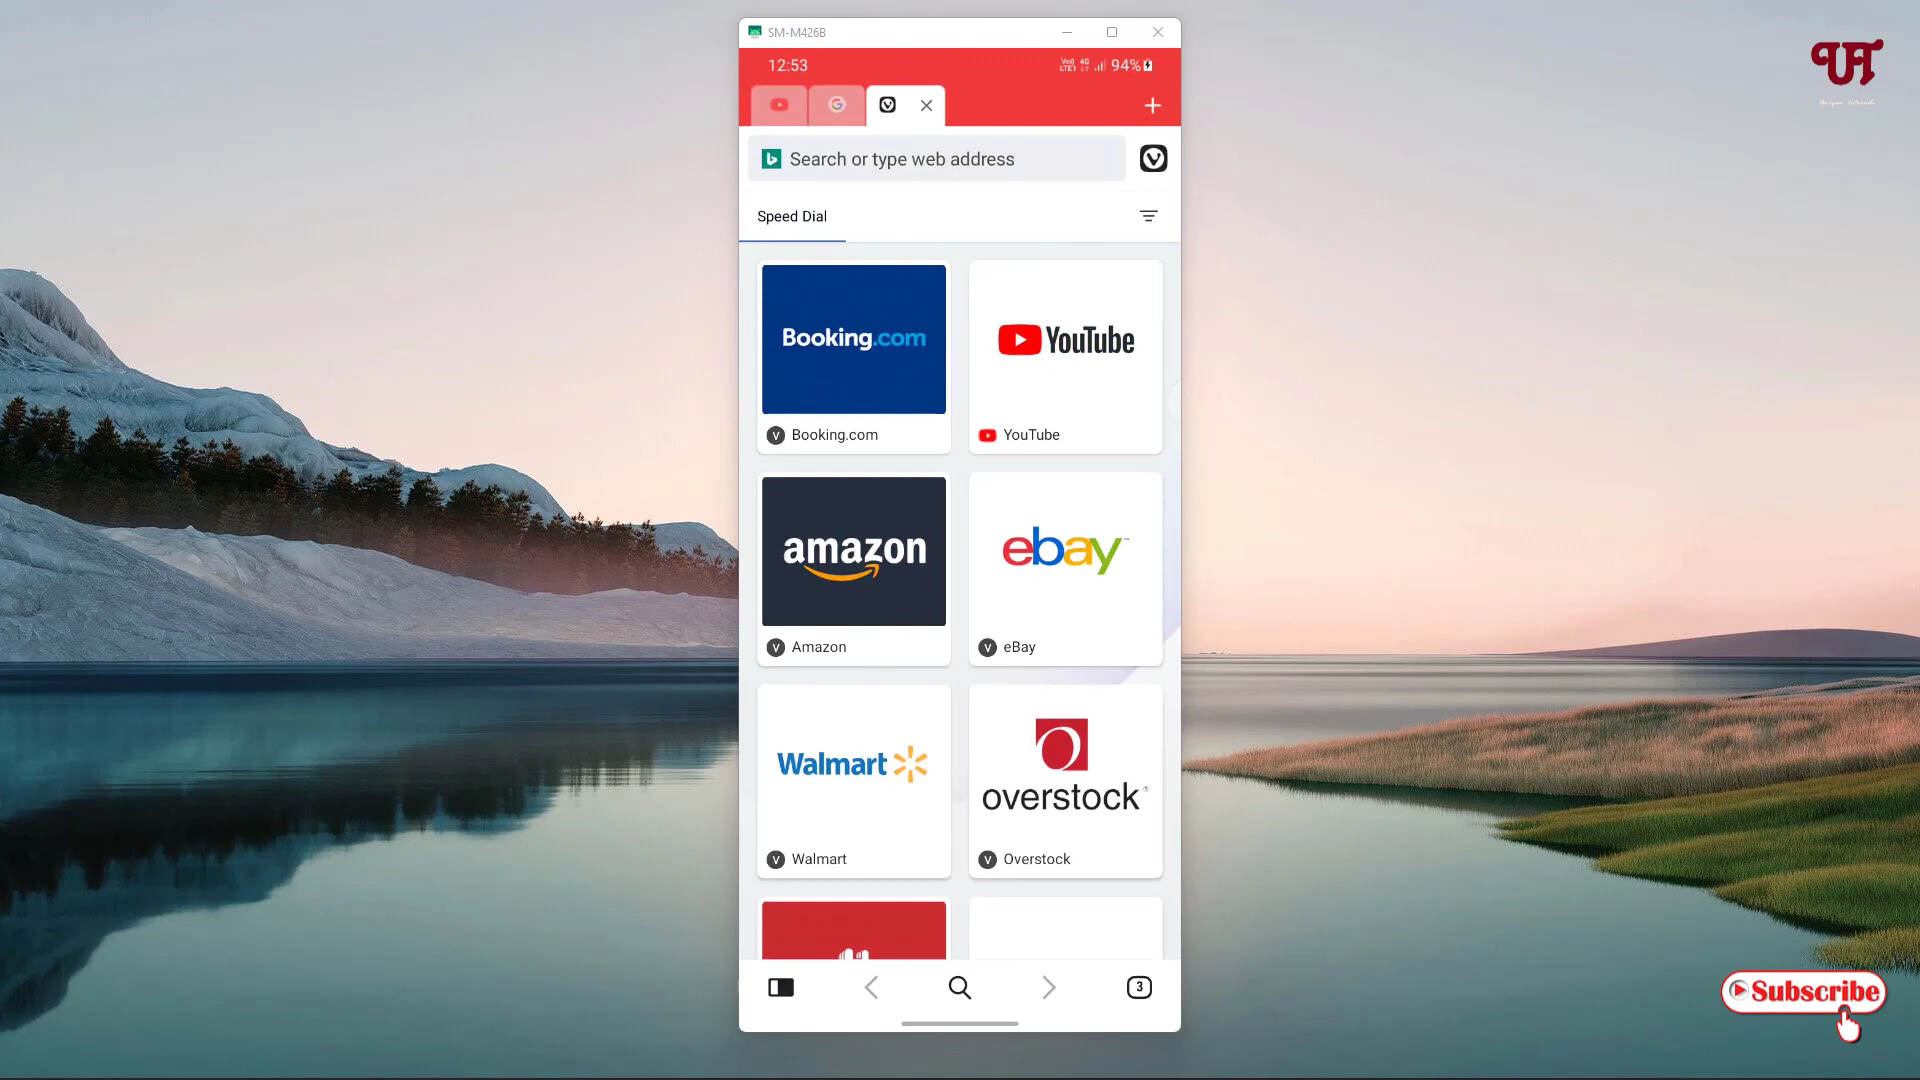 SM-M426B
12:53
94%
Search or type web address
Speed Dial
Booking.com
YouTube
Booking.com
YouTube
amazon
ebay
Amazon
eBay
Walmart
overstock
Walmart
Overstock
3
Subscribe